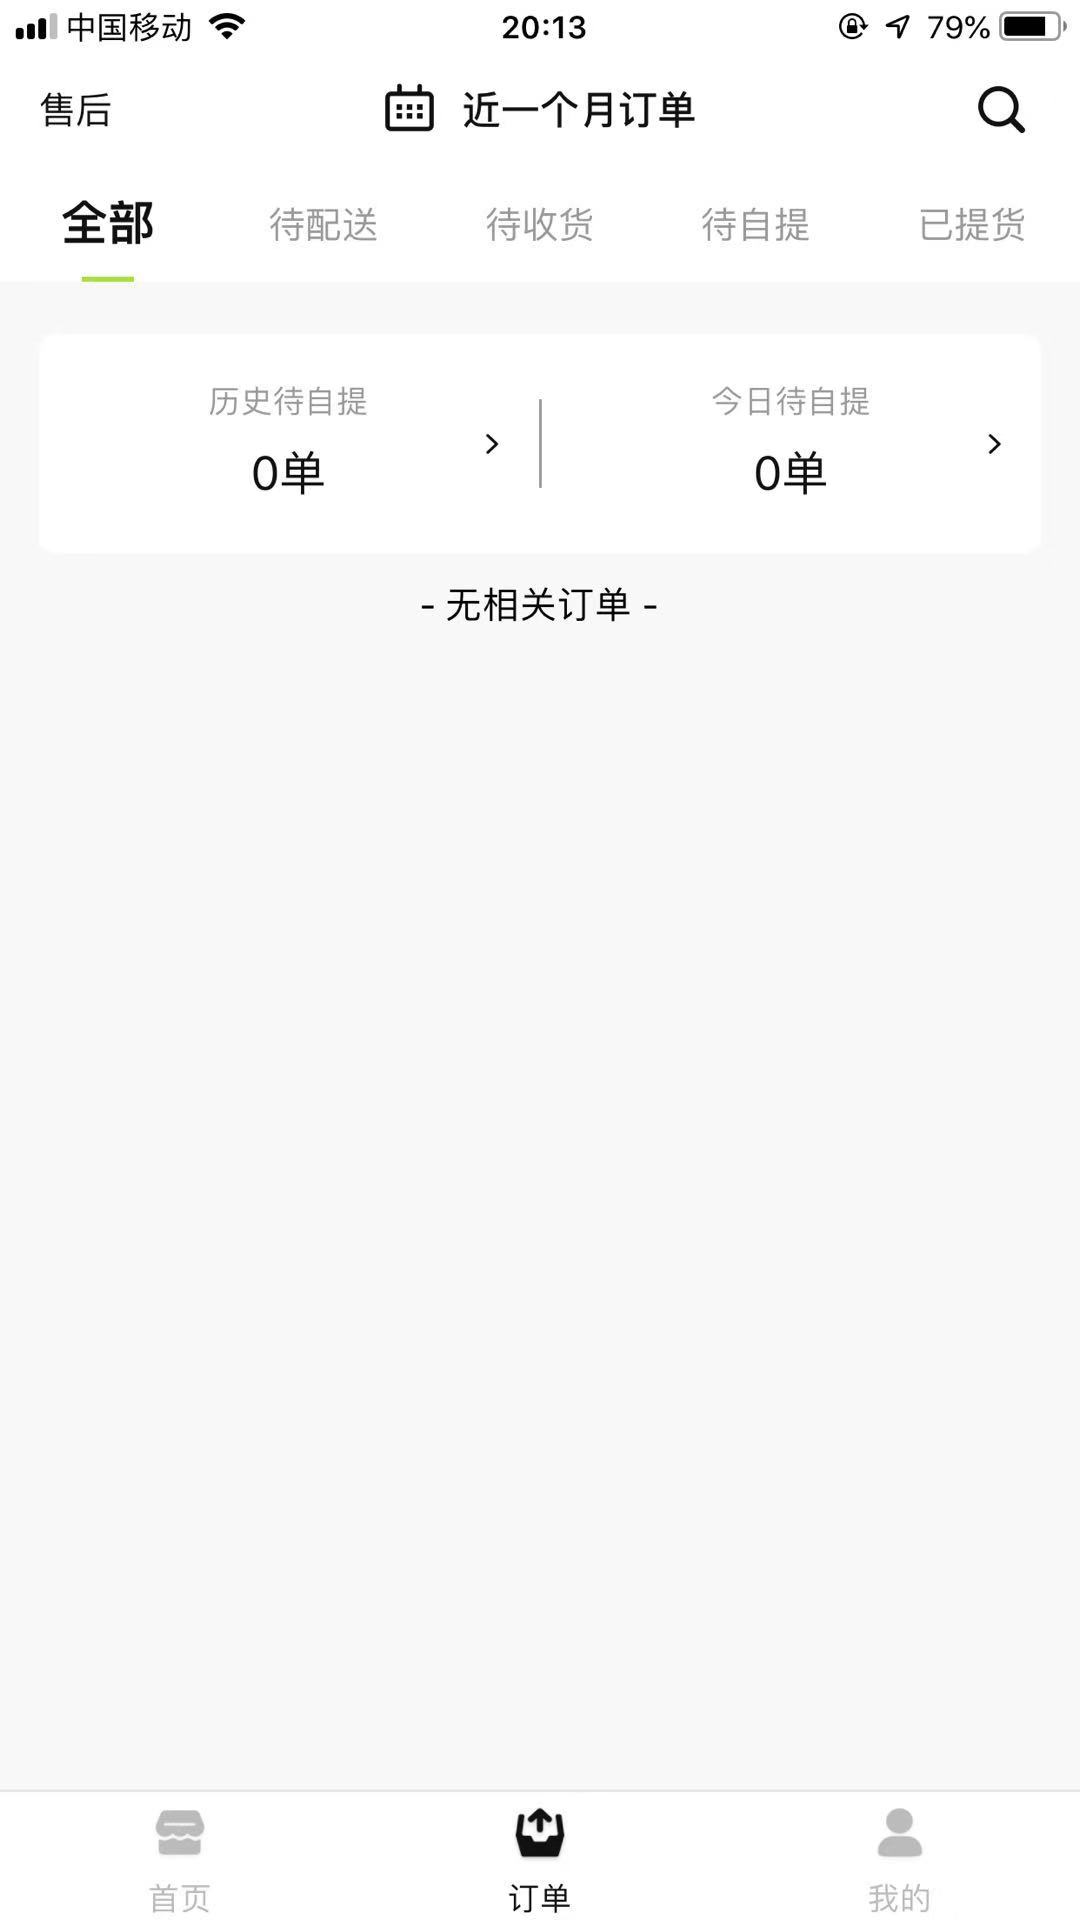 中国移动 20:13 79%
售后 近一个月订单
全部 待配送 待收货 待自提 已提货
历史待自提 今日待自提
0单 0单
- 无相关订单 -
首页 订单 我的